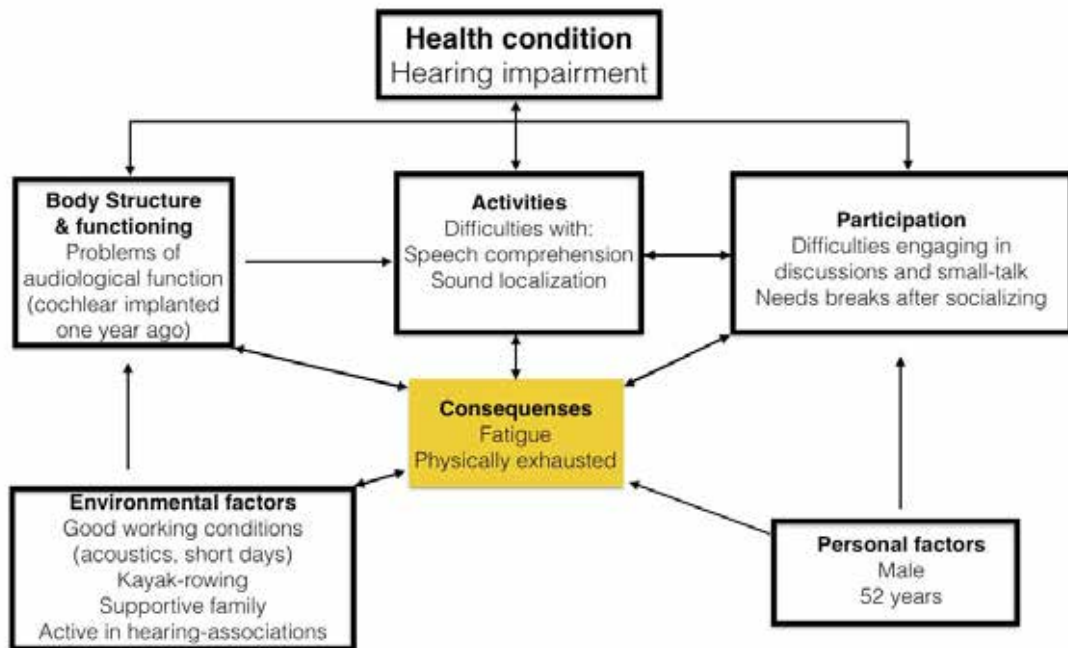 Health condition
Hearing impairment
Body Structure
& functioning
Problems of
audiological function
(cochlear implanted
one year ago)
Activities
Difficulties with:
Speech comprehension
Sound localization
Participation
Difficulties engaging in
discussions and small-talk
Needs breaks after socializing
Consequenses
Fatigue
Physically exhausted
Environmental factors
Good working conditions
(acoustics, short days)
Kayak-rowing
Supportive family
Active in hearing-associations
Personal factors
Male
52 years